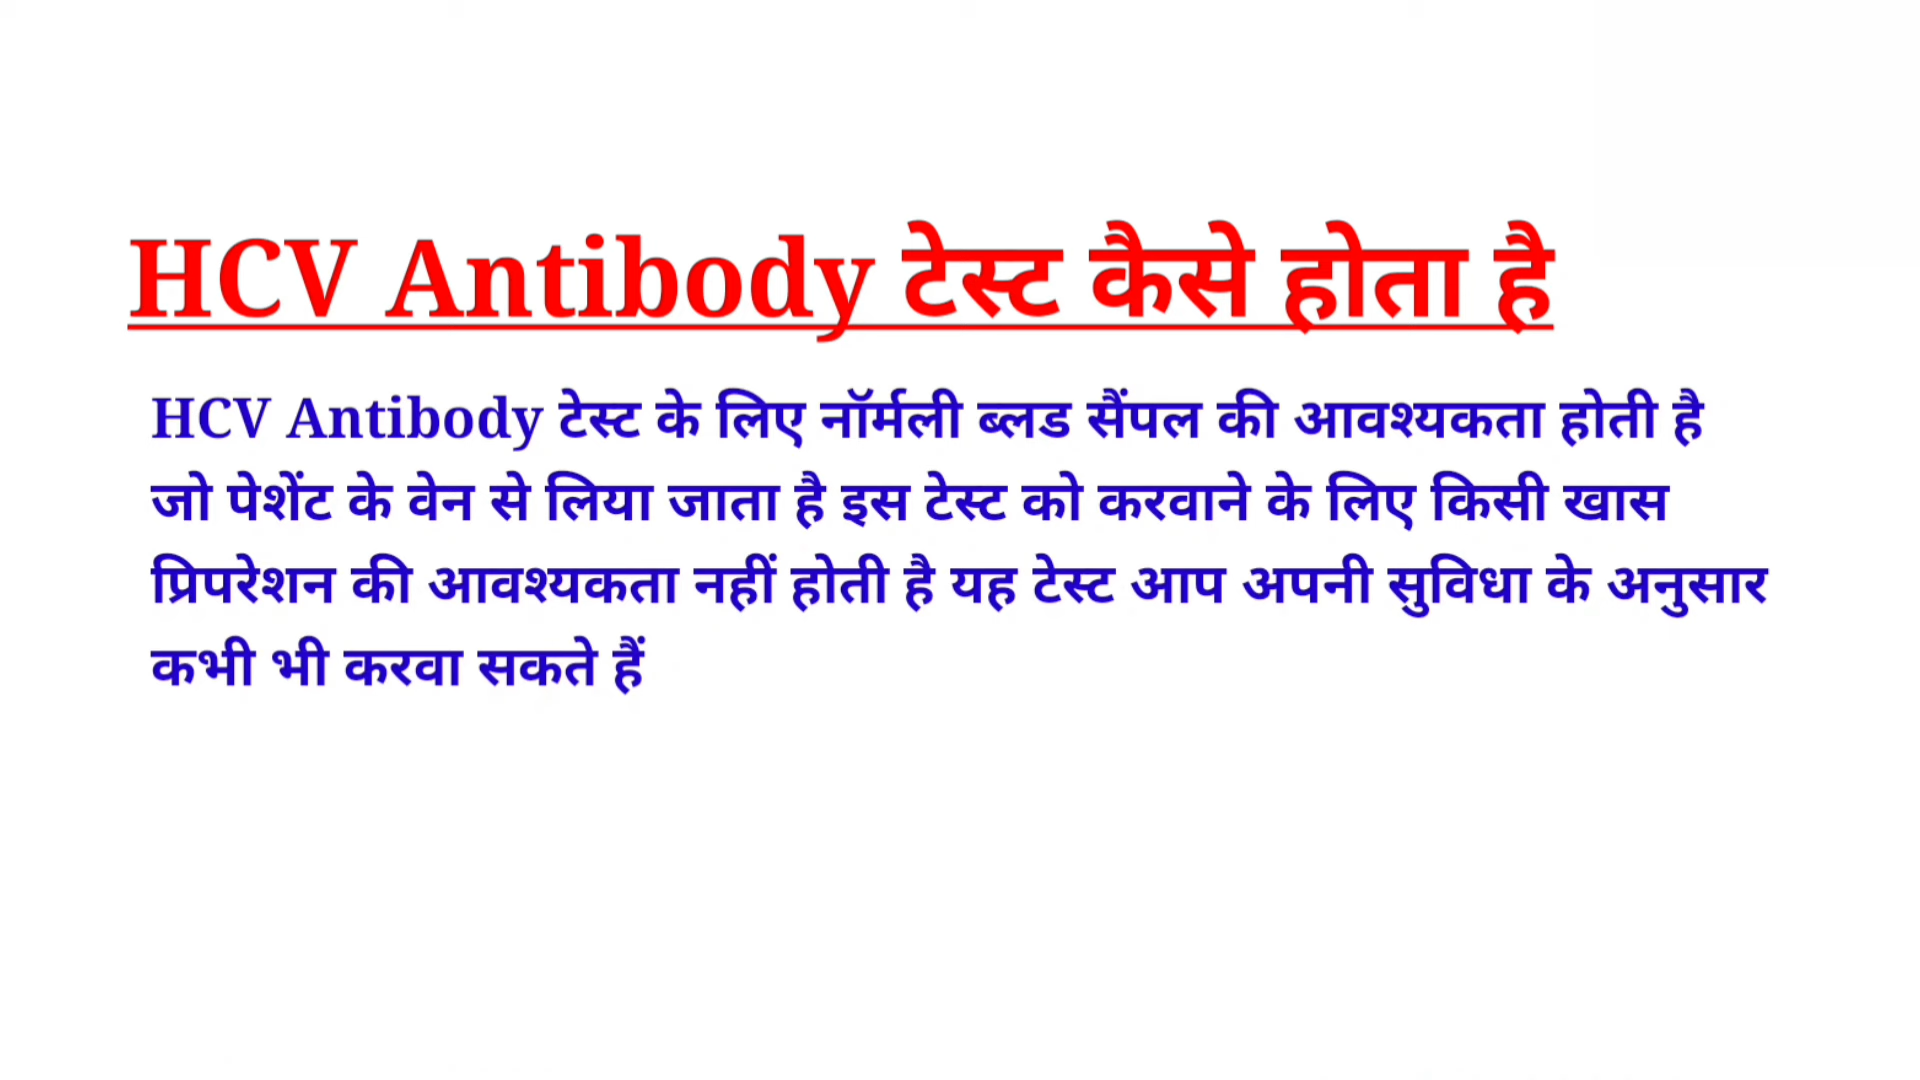 HCV Antibody टेस्ट कैसे होता है
HCV Antibody टेस्ट के लिए नॉर्मली ब्लड सैंपल की आवश्यकता होती है
जो पेशेंट के वेन से लिया जाता है इस टेस्ट को करवाने के लिए किसी खास
प्रिपरेशन की आवश्यकता नहीं होती है यह टेस्ट आप अपनी सुविधा के अनुसार
कभी भी करवा सकते हैं